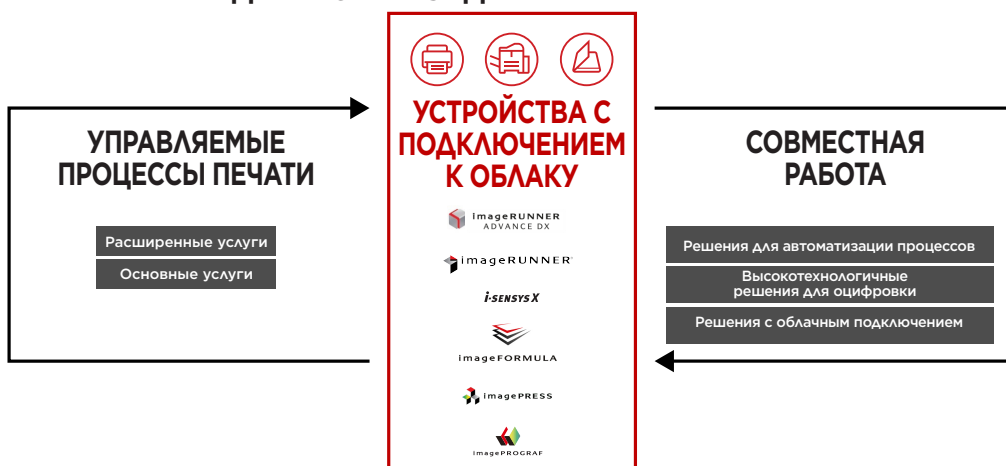 УПРАВЛЯЕМЫЕ
ПРОЦЕССЫ ПЕЧАТИ
Расширенные услуги
Основные услуги
УСТРОЙСТВА С
ПОДКЛЮЧЕНИЕМ
К ОБЛАКУ
imageRUNNER
ADVANCE DX
imageRUNNER
i-SENSYS X
imageFORMULA
imagePRESS
imagePROGRAF
СОВМЕСТНАЯ
РАБОТА
Решения для автоматизации процессов
Высокотехнологичные
решения для оцифровки
Решения с облачным подключением